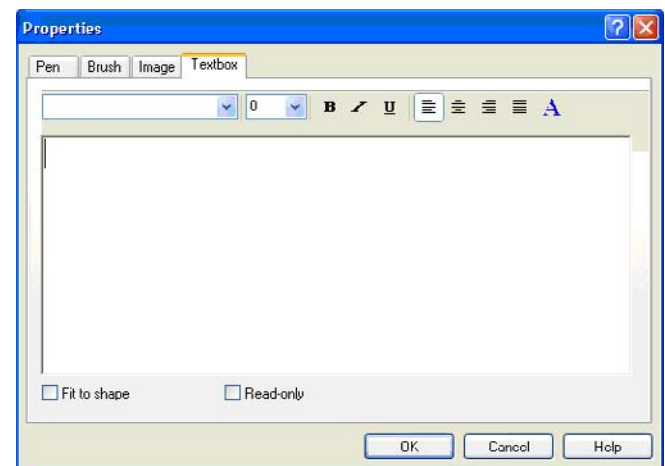 Properties
Pen Brush Image Textbox
0 B I U A
Fit to shape Read-only
OK Cancel Help